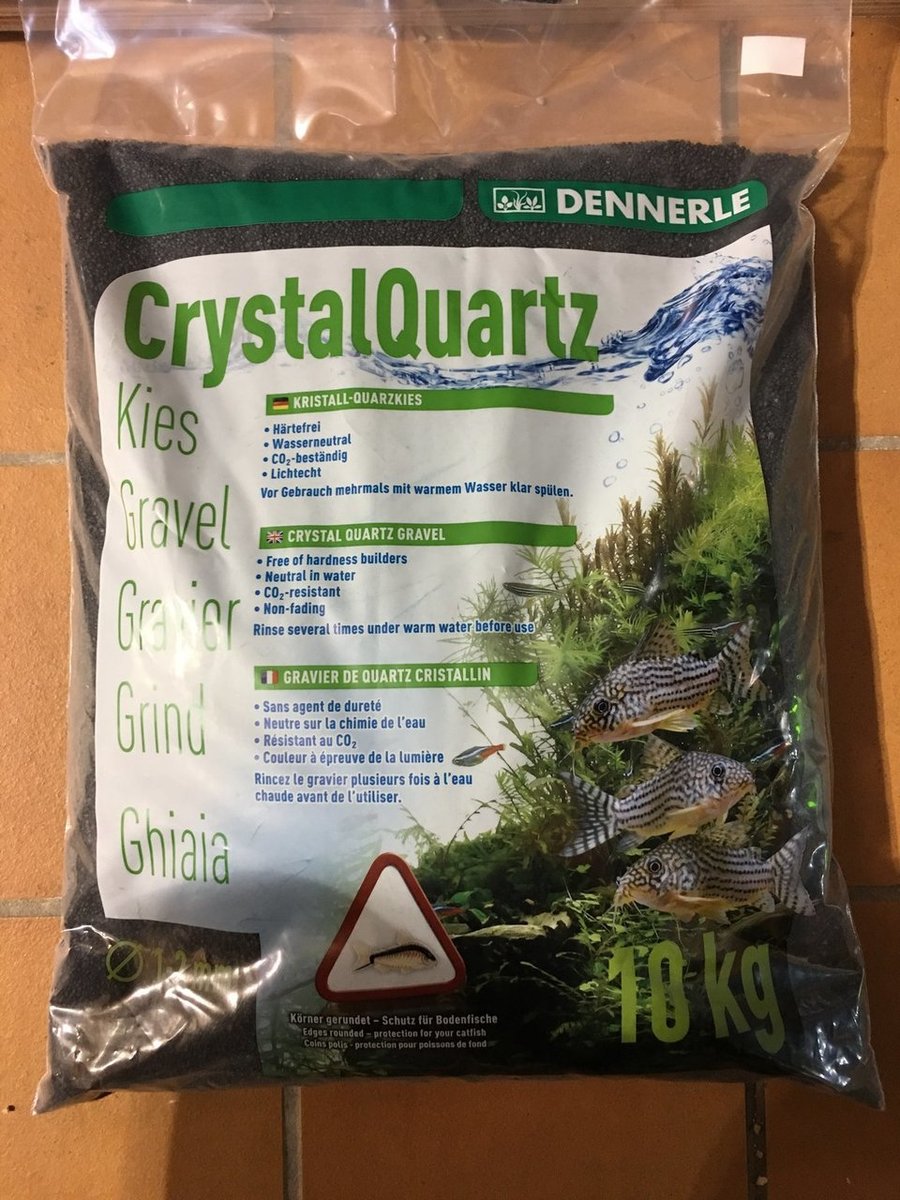 DENNERLE
CrystalQuartz
Kies
KRISTALL-QUARZKIES
• Härtefrei
• Wasserneutral
• CO₂-beständig
• Lichtecht
Vor Gebrauch mehrmals mit warmem Wasser klar spülen.
Gravel
CRYSTAL QUARTZ GRAVEL
• Free of hardness builders
• Neutral in water
• CO₂-resistant
• Non-fading
Rinse several times under warm water before use
Gravier
Grind
GRAVIER DE QUARTZ CRISTALLIN
• Sans agent de dureté
• Neutre sur la chimie de l'eau
• Résistant au CO₂
• Couleur à épreuve de la lumière
Rincez le gravier plusieurs fois à l'eau
chaude avant de l'utiliser.
Ghiaia
Ø 1-2 mm
10 kg
Körner gerundet – Schutz für Bodenfische
Edges rounded – protection for your catfish
Coins polis - protection pour poissons de fond